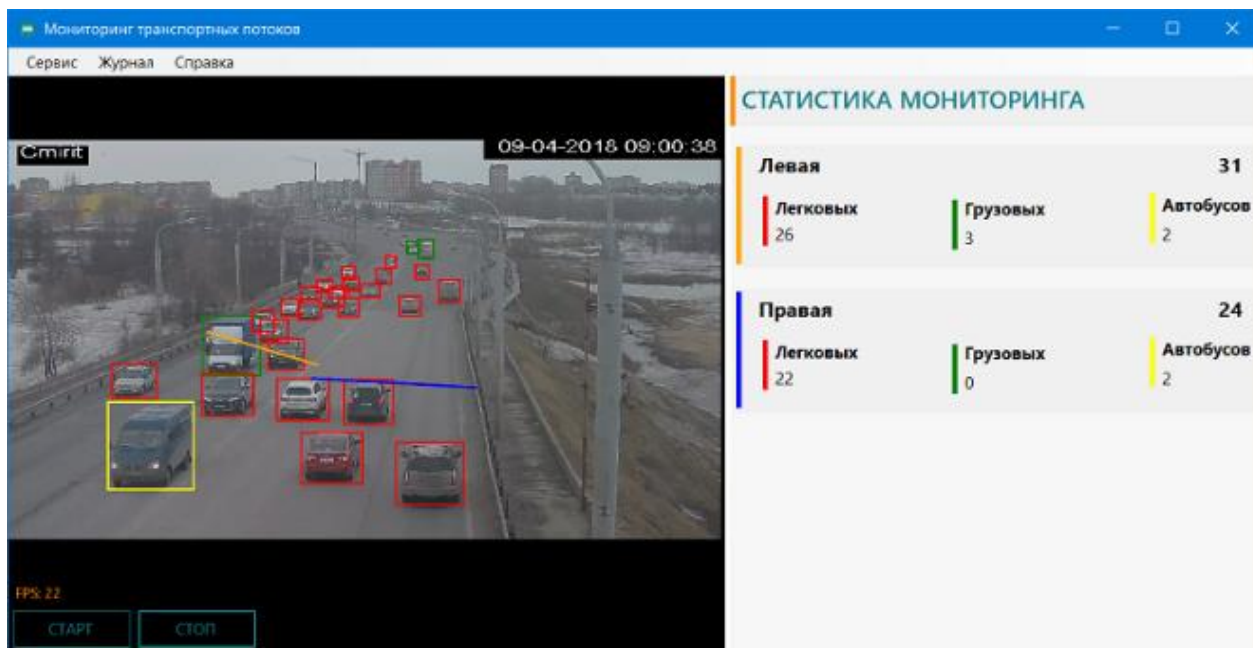 Мониторинг транспортных потоков
Сервис Журнал Справка
СТАТИСТИКА МОНИТОРИНГА
Cmirit
09-04-2018 09:00:38
Левая 31
Легковых Грузовых Автобусов
26 3 2
Правая 24
Легковых Грузовых Автобусов
22 0 2
FPS: 22
СТАРТ СТОП